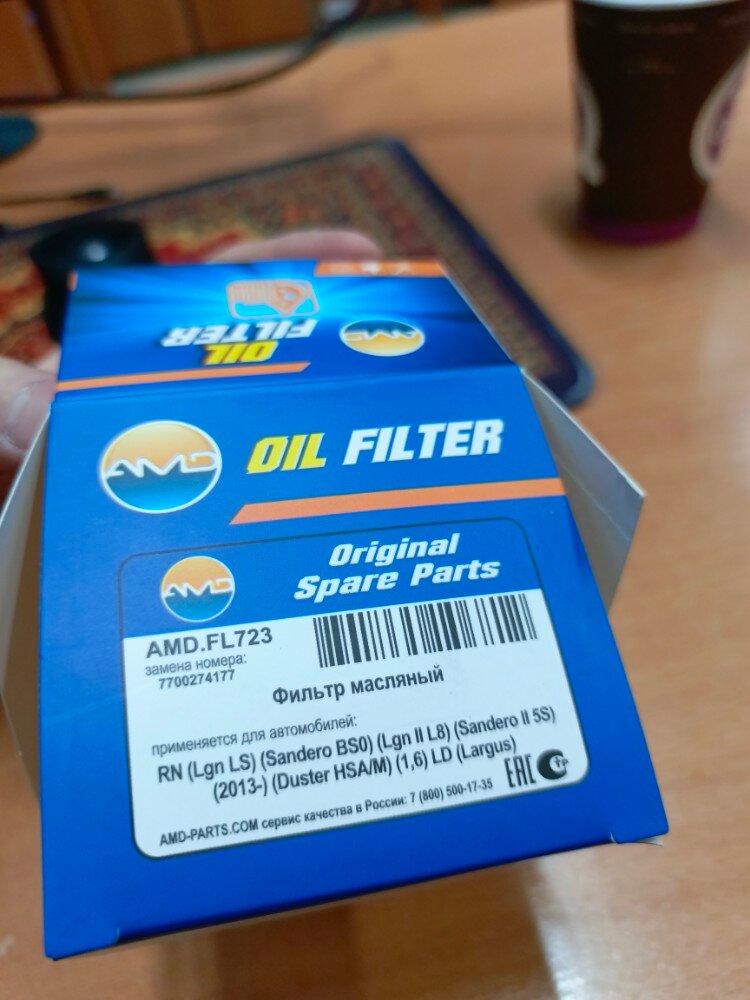 OIL
FILTER
AMD
AMD
OIL FILTER
AMD
Original
Spare Parts
AMD.FL723
замена номера:
7700274177
Фильтр масляный
применяется для автомобилей:
RN (Lgn LS) (Sandero BS0) (Lgn II L8) (Sandero II 5S)
(2013-) (Duster HSA/M) (1,6) LD (Largus)
EAC
AMD-PARTS.COM сервис качества в России: 7 (800) 500-17-35